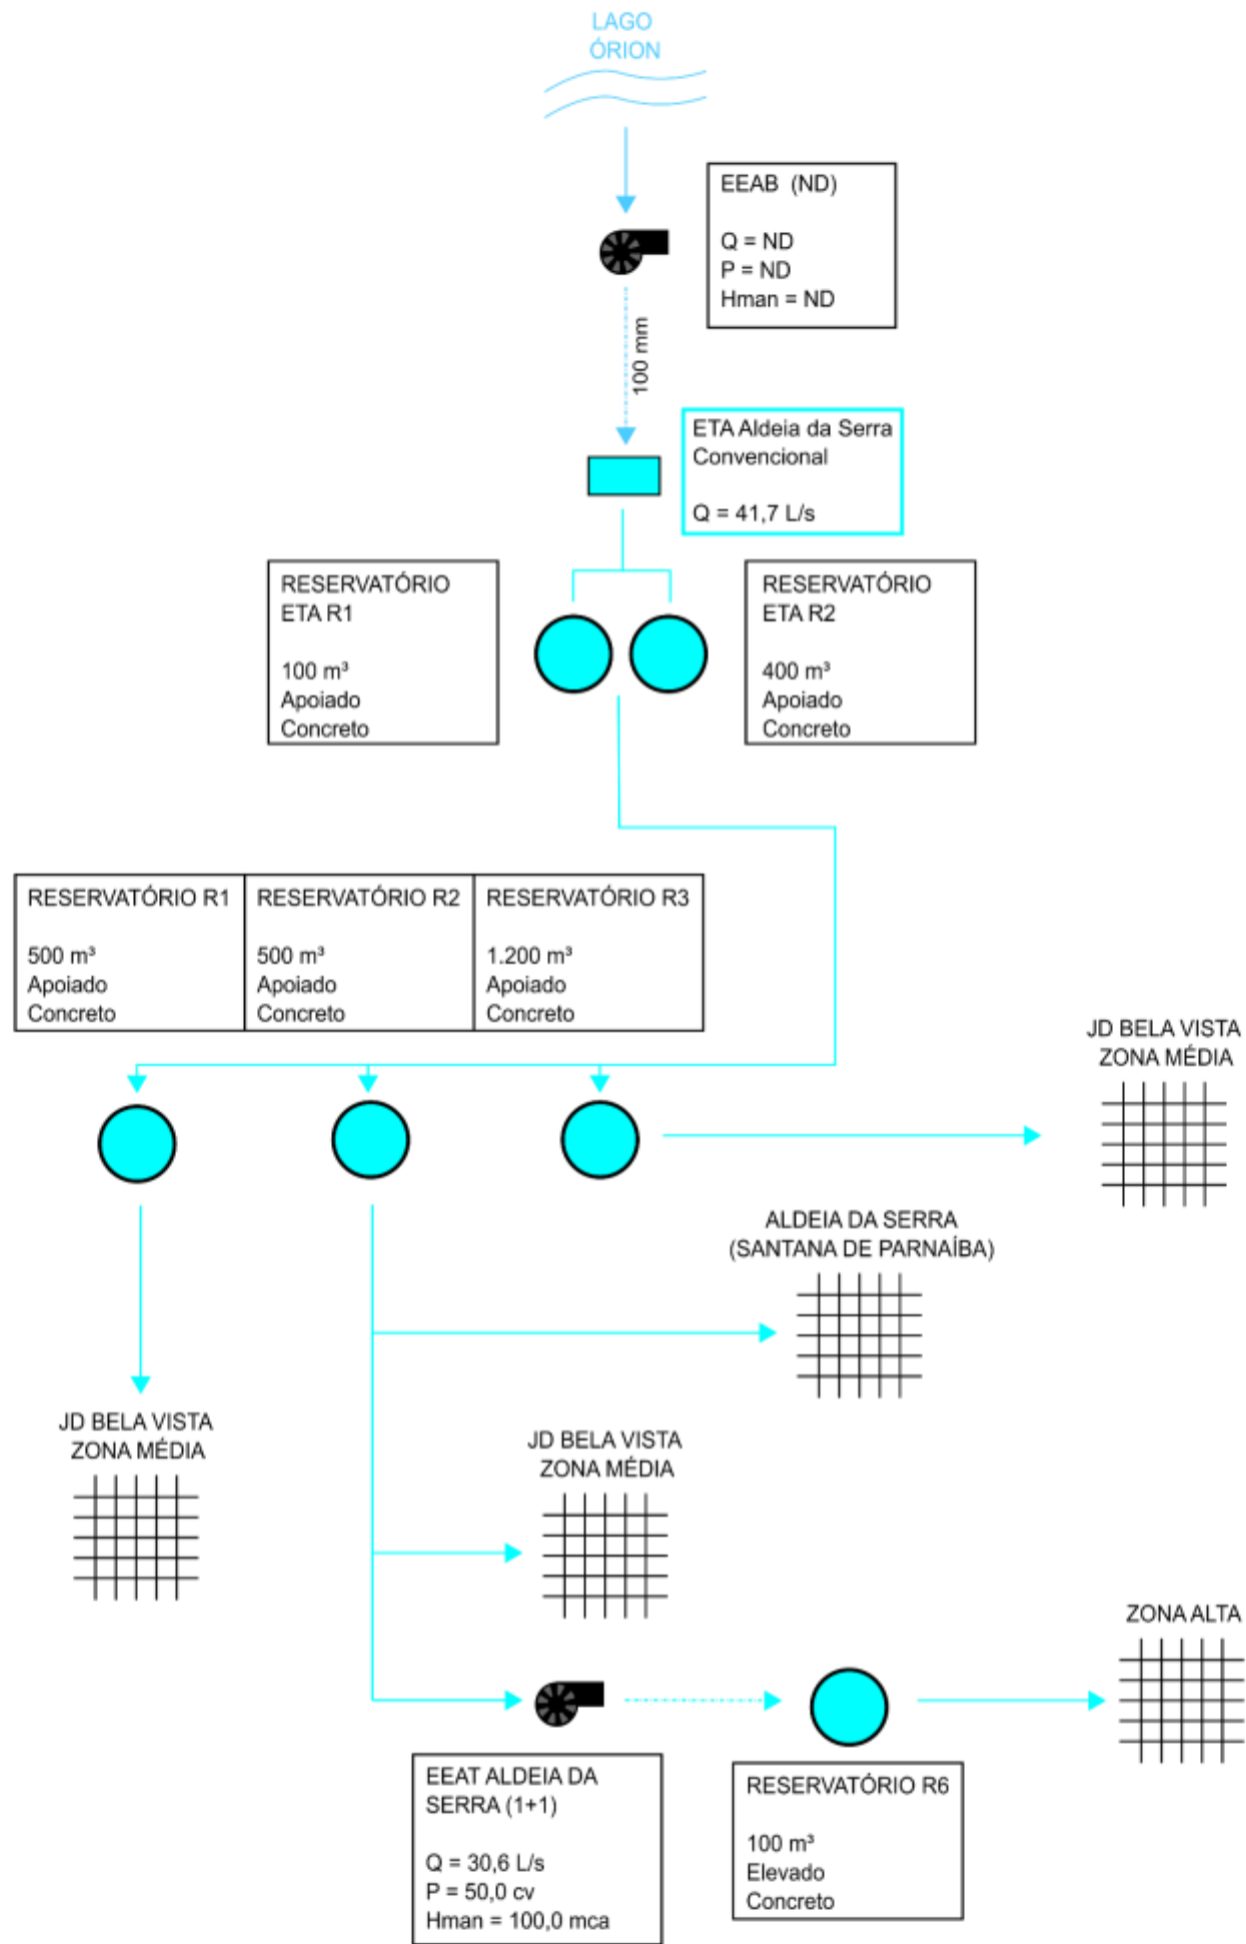 LAGO
ÓRION
EEAB (ND)
Q = ND
P = ND
Hman = ND
100 mm
ETA Aldeia da Serra
Convencional
Q = 41,7 L/s
RESERVATÓRIO
ETA R1
100 m³
Apoiado
Concreto
RESERVATÓRIO
ETA R2
400 m³
Apoiado
Concreto
RESERVATÓRIO R1
500 m³
Apoiado
Concreto
RESERVATÓRIO R2
500 m³
Apoiado
Concreto
RESERVATÓRIO R3
1.200 m³
Apoiado
Concreto
JD BELA VISTA
ZONA MÉDIA
ALDEIA DA SERRA
(SANTANA DE PARNAÍBA)
JD BELA VISTA
ZONA MÉDIA
JD BELA VISTA
ZONA MÉDIA
ZONA ALTA
EEAT ALDEIA DA
SERRA (1+1)
Q = 30,6 L/s
P = 50,0 cv
Hman = 100,0 mca
RESERVATÓRIO R6
100 m³
Elevado
Concreto